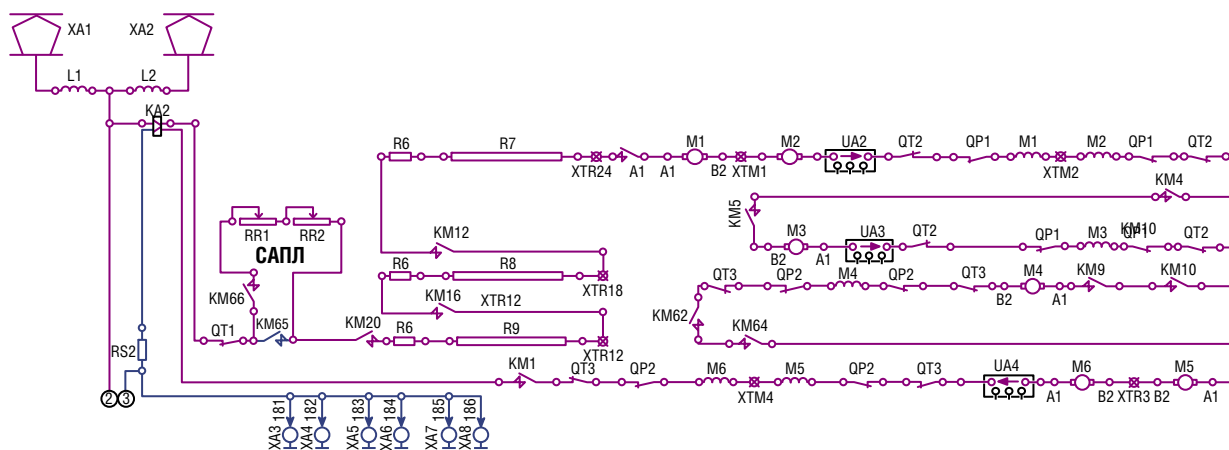 XA1 XA2
L1 L2
KA2
R6 R7 XTR24 A1 A1 M1 B2 XTM1 M2 UA2 QT2 QP1 M1 XTM2 M2 QP1 QT2
KM4
KM5
RR1 RR2
САПЛ
KM12
M3 B2 A1 UA3 QT2 QP1 M3 KM10 QP1 QT2
R6 R8 XTR18
QT3 QP2 M4 QP2 QT3 B2 M4 A1 KM9 KM10
KM66
KM16 XTR12
KM62
QT1 KM65 KM20 R6 R9 XTR12
KM64
RS2
KM1 QT3 QP2 M6 XTM4 M5 QP2 QT3 UA4 A1 M6 B2 XTR3 B2 M5 A1
2 3
181 182 183 184 185 186
XA3 XA4 XA5 XA6 XA7 XA8